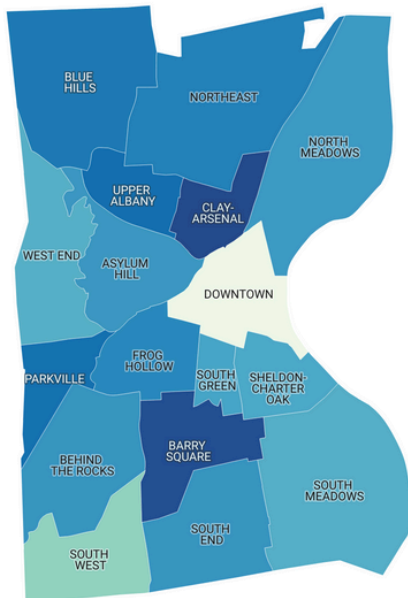 BLUE
HILLS
NORTHEAST
NORTH
MEADOWS
UPPER
ALBANY
CLAY-
ARSENAL
WEST END
ASYLUM
HILL
DOWNTOWN
FROG
HOLLOW
PARKVILLE
SOUTH
GREEN
SHELDON-
CHARTER
OAK
BEHIND
THE ROCKS
BARRY
SQUARE
SOUTH
MEADOWS
SOUTH
END
SOUTH
WEST